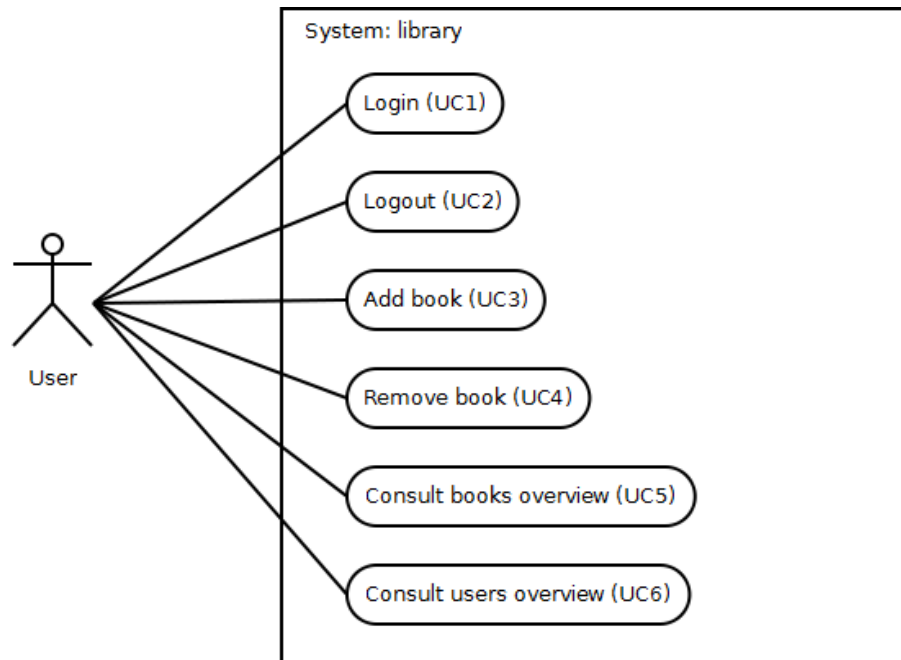 System: library
Login (UC1)
Logout (UC2)
Add book (UC3)
User
Remove book (UC4)
Consult books overview (UC5)
Consult users overview (UC6)